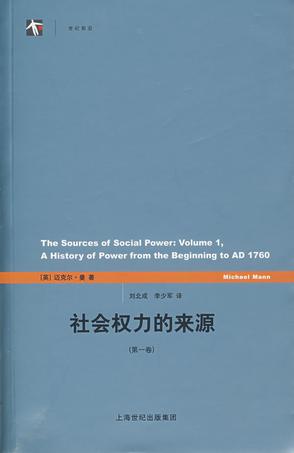 世纪前沿
The Sources of Social Power: Volume 1,
A History of Power from the Beginning to AD 1760
[英] 迈克尔·曼 著
Michael Mann
刘北成 李少军 译
社会权力的来源
(第一卷)
上海世纪出版集团